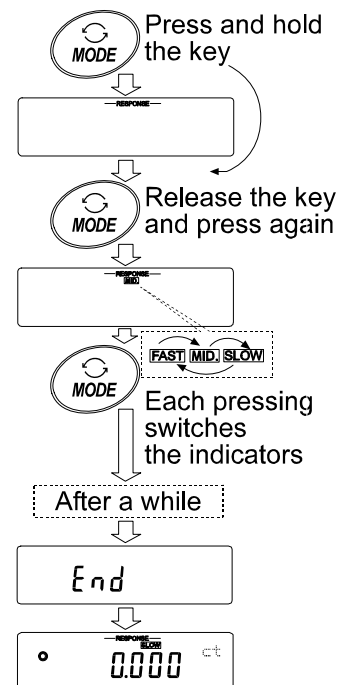 Press and hold
the key
MODE
RESPONSE
Release the key
and press again
MODE
RESPONSE
MID.
FAST MID. SLOW
MODE
Each pressing
switches
the indicators
After a while
End
RESPONSE
SLOW
0.000 ct